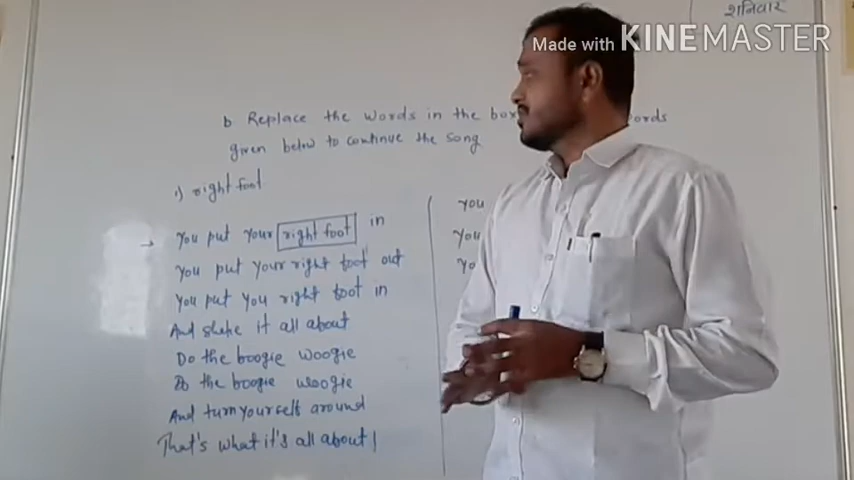 शनिवार
Made with KINEMASTER
b Replace the words in the box words
given below to continue the song
1) right foot
You put your right foot in
You put your right foot out
You put you right foot in
And shake it all about
Do the boogie woogie
Do the boogie woogie
And turn yourself around
That's what it's all about!
You
You
Yo